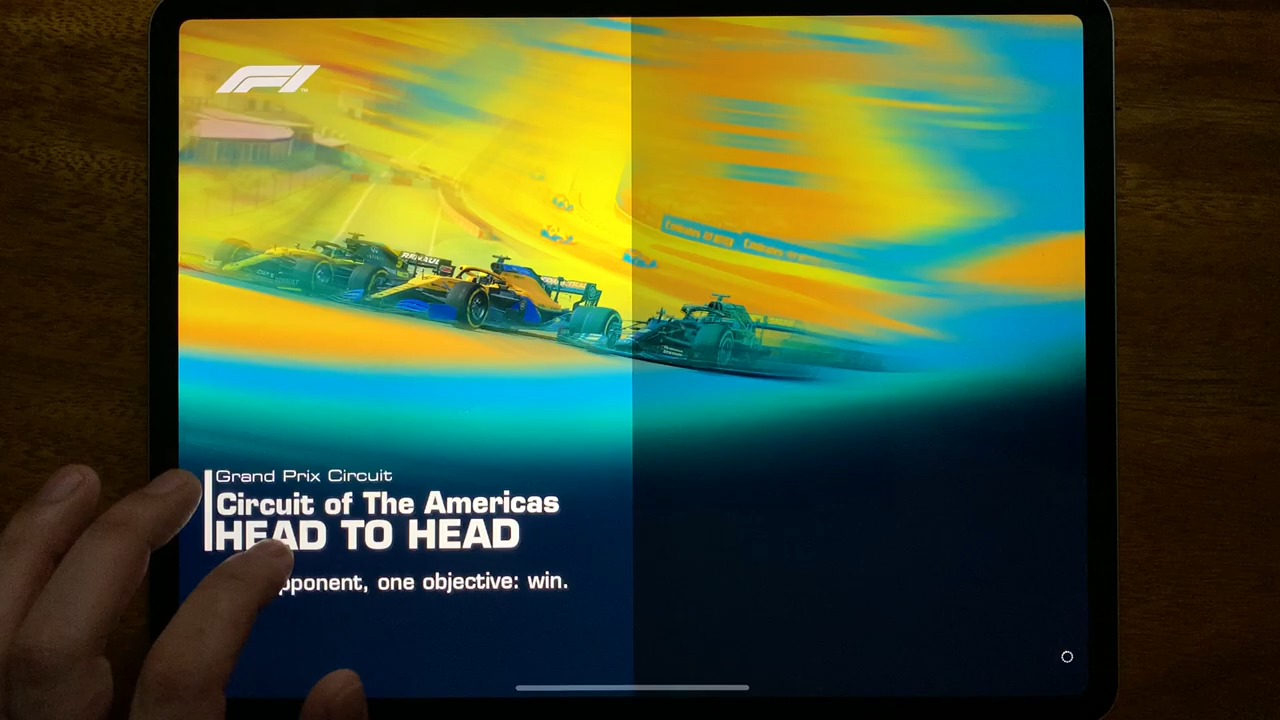 F1
RENAULT
Grand Prix Circuit
Circuit of The Americas
HEAD TO HEAD
pponent, one objective: win.